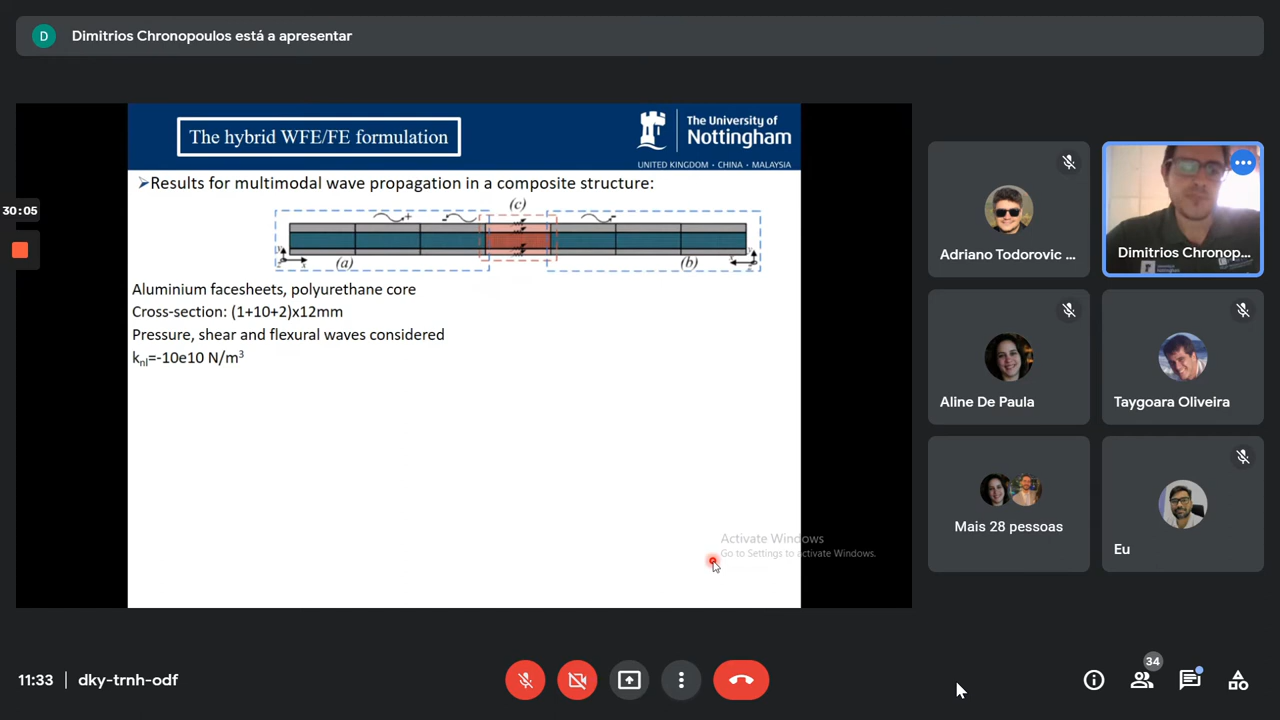 D
Dimitrios Chronopoulos está a apresentar
The hybrid WFE/FE formulation
The University of
Nottingham
UNITED KINGDOM · CHINA · MALAYSIA
➢Results for multimodal wave propagation in a composite structure:
(c)
(a)
(b)
Aluminium facesheets, polyurethane core
Cross-section: (1+10+2)x12mm
Pressure, shear and flexural waves considered
knl=-10e10 N/m³
Activate Windows
Go to Settings to activate Windows.
30:05
Adriano Todorovic ...
Dimitrios Chronop...
Aline De Paula
Taygoara Oliveira
Mais 28 pessoas
Eu
11:33 | dky-trnh-odf
34